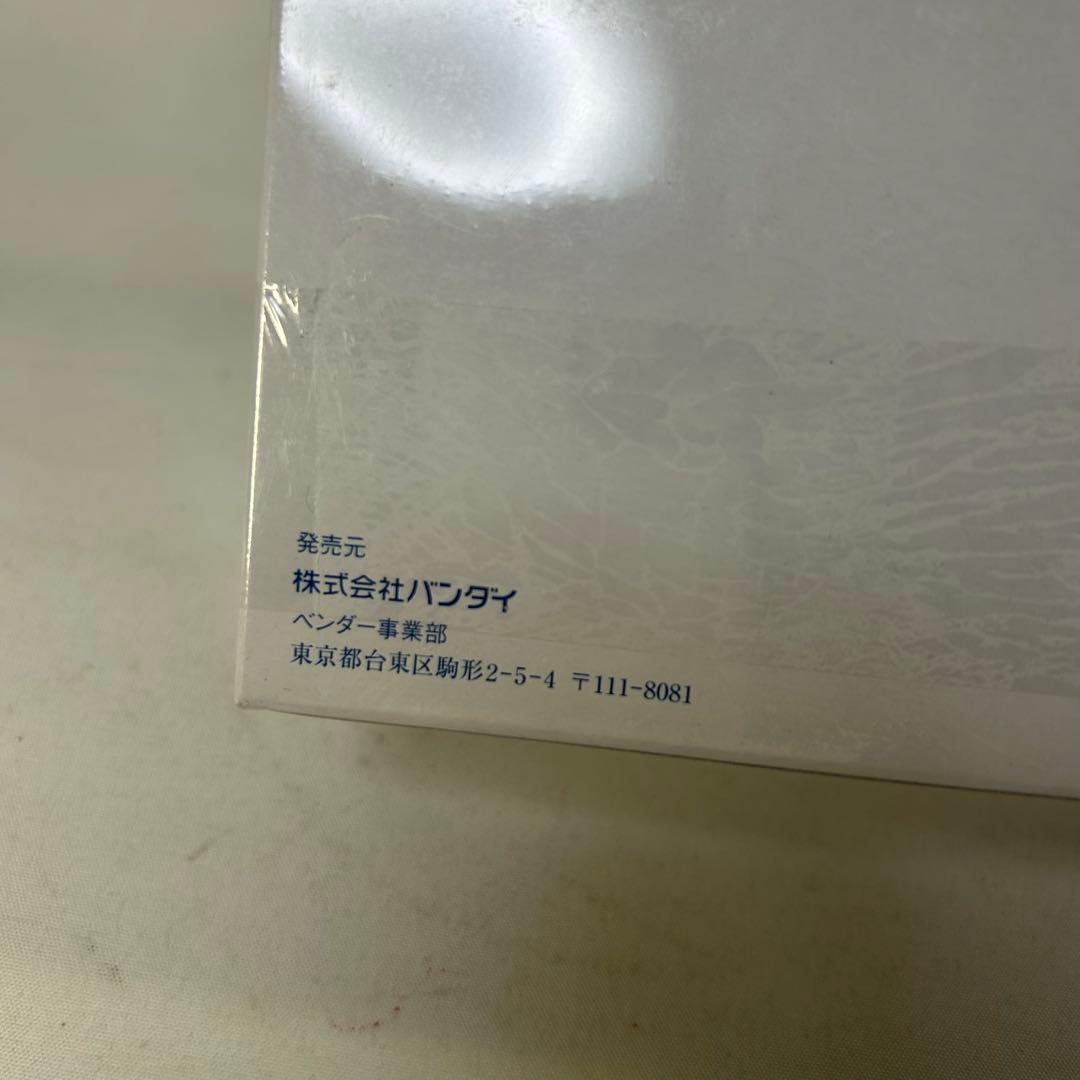 発売元
株式会社バンダイ
ベンダー事業部
東京都台東区駒形2-5-4 〒111-8081